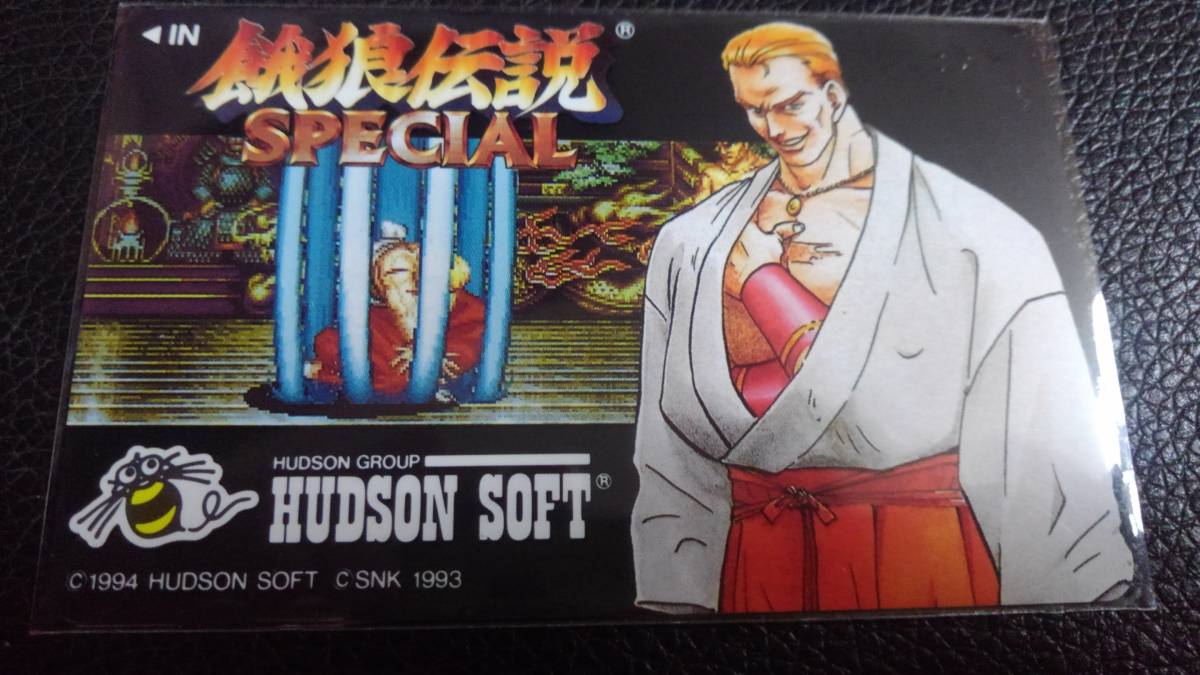 ◀IN
餓狼伝説®
SPECIAL
HUDSON GROUP
HUDSON SOFT®
©1994 HUDSON SOFT ©SNK 1993